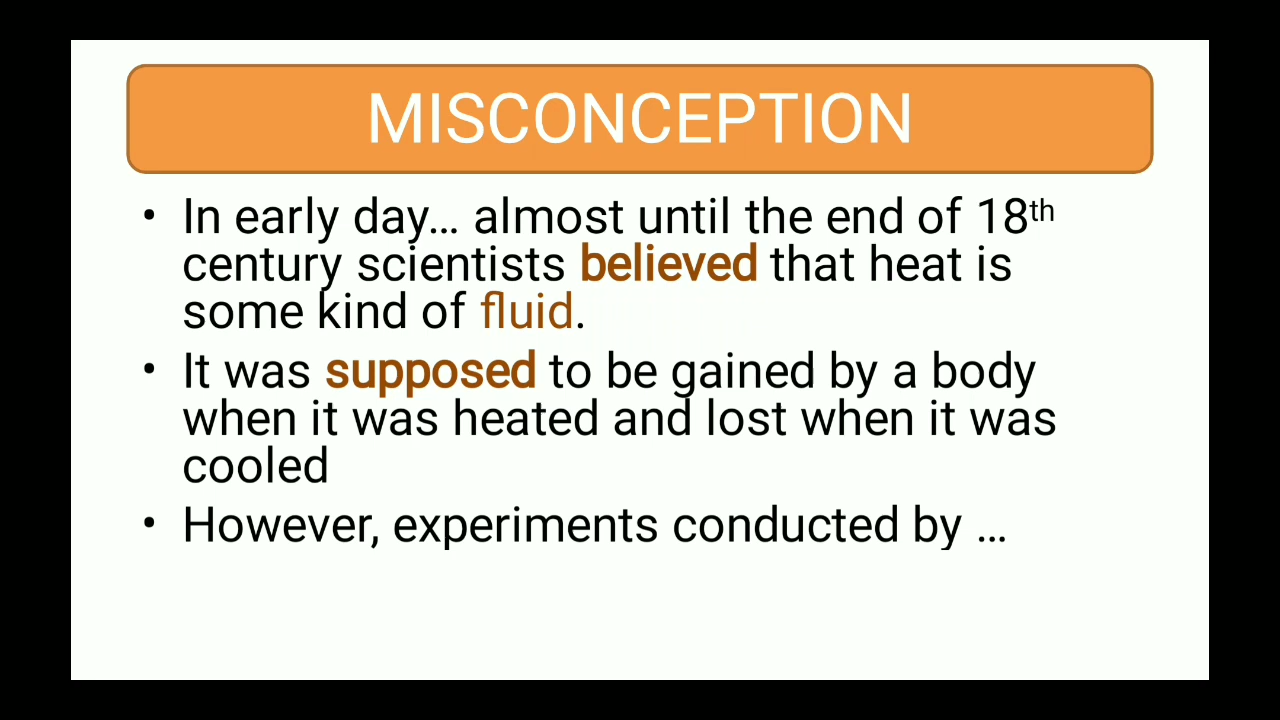 MISCONCEPTION
• In early day... almost until the end of 18th
century scientists believed that heat is
some kind of fluid.
• It was supposed to be gained by a body
when it was heated and lost when it was
cooled
• However, experiments conducted by ...